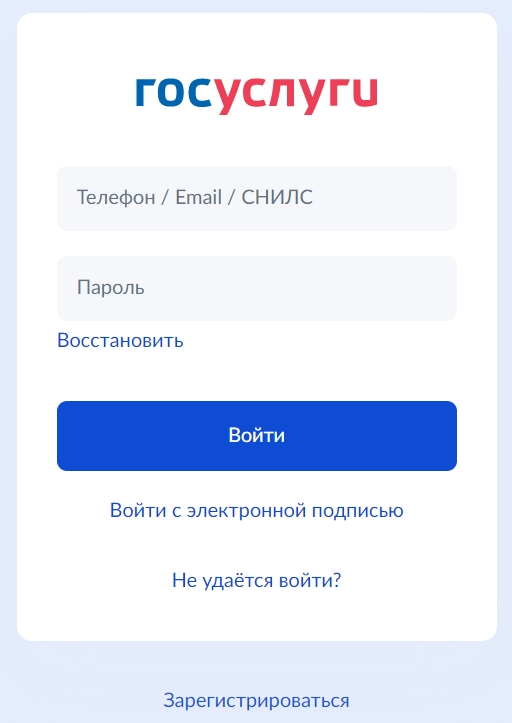 госуслуги
Телефон / Email / СНИЛС
Пароль
Восстановить
Войти
Войти с электронной подписью
Не удаётся войти?
Зарегистрироваться